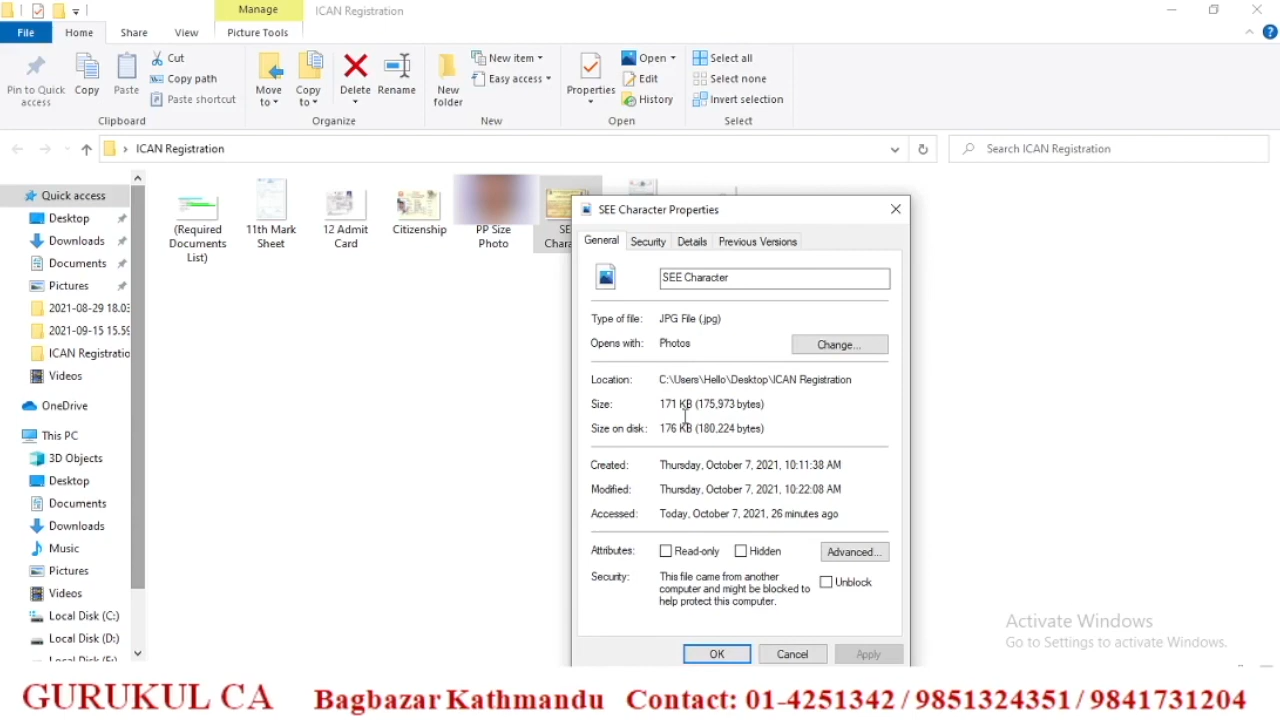 Manage
ICAN Registration
File
Home
Share
View
Picture Tools
Pin to Quick access
Copy
Paste
Cut
Copy path
Paste shortcut
Clipboard
Move to
Copy to
Delete
Rename
Organize
New folder
New item
Easy access
New
Properties
Open
Edit
History
Open
Select all
Select none
Invert selection
Select
ICAN Registration
Search ICAN Registration
Quick access
Desktop
Downloads
Documents
Pictures
2021-08-29 18.03
2021-09-15 15.59
ICAN Registratio
Videos
OneDrive
This PC
3D Objects
Desktop
Documents
Downloads
Music
Pictures
Videos
Local Disk (C:)
Local Disk (D:)
(Required
Documents
List)
11th Mark
Sheet
12 Admit
Card
Citizenship
PP Size
Photo
SE
Chara
SEE Character Properties
General
Security
Details
Previous Versions
SEE Character
Type of file: JPG File (.jpg)
Opens with: Photos
Change...
Location: C:\Users\Hello\Desktop\ICAN Registration
Size: 171 KB (175,973 bytes)
Size on disk: 176 KB (180,224 bytes)
Created: Thursday, October 7, 2021, 10:11:38 AM
Modified: Thursday, October 7, 2021, 10:22:08 AM
Accessed: Today, October 7, 2021, 26 minutes ago
Attributes: Read-only Hidden Advanced...
Security: This file came from another
computer and might be blocked to
help protect this computer.
Unblock
OK
Cancel
Apply
Activate Windows
Go to Settings to activate Windows.
GURUKUL CA Bagbazar Kathmandu Contact: 01-4251342 / 9851324351 / 9841731204